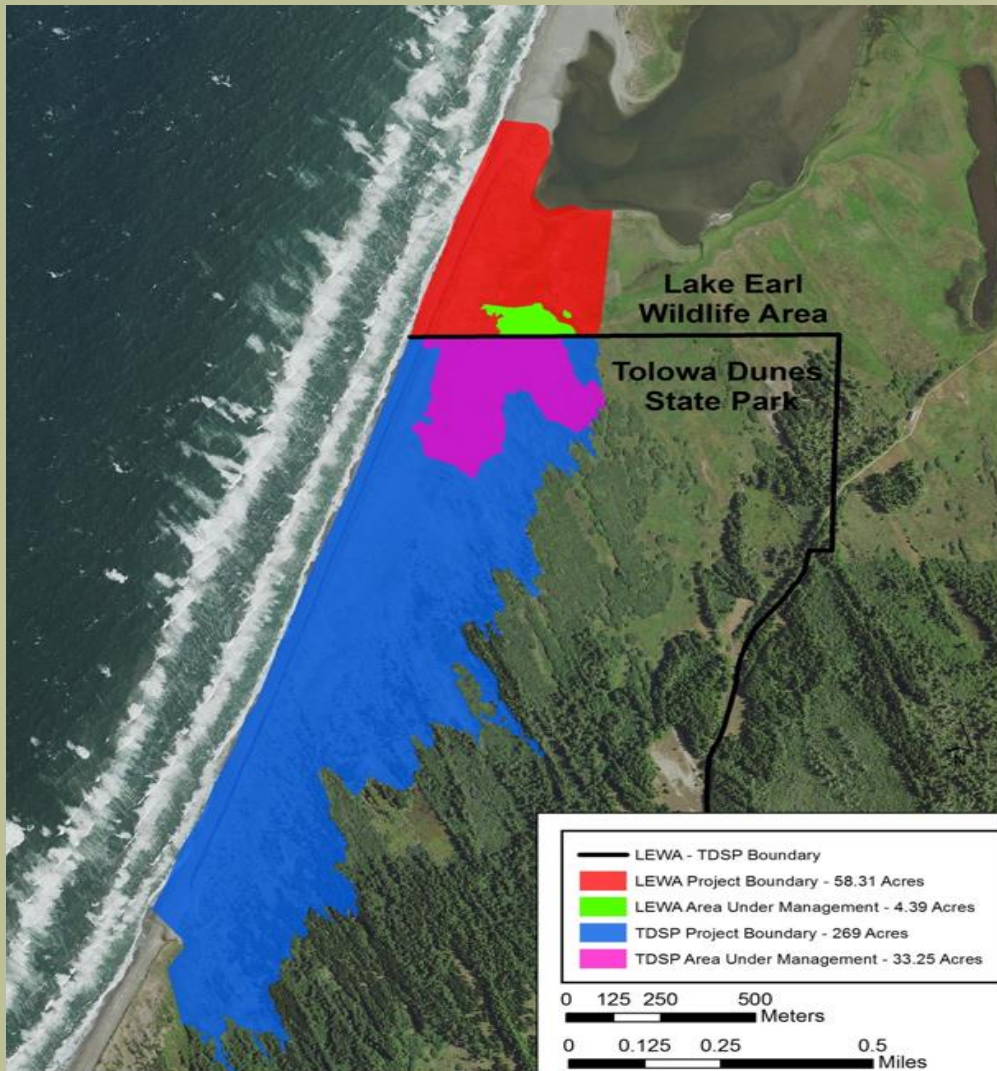 Lake Earl
Wildlife Area
Tolowa Dunes
State Park
N
LEWA - TDSP Boundary
LEWA Project Boundary - 58.31 Acres
LEWA Area Under Management - 4.39 Acres
TDSP Project Boundary - 269 Acres
TDSP Area Under Management - 33.25 Acres
0 125 250 500
Meters
0 0.125 0.25 0.5
Miles